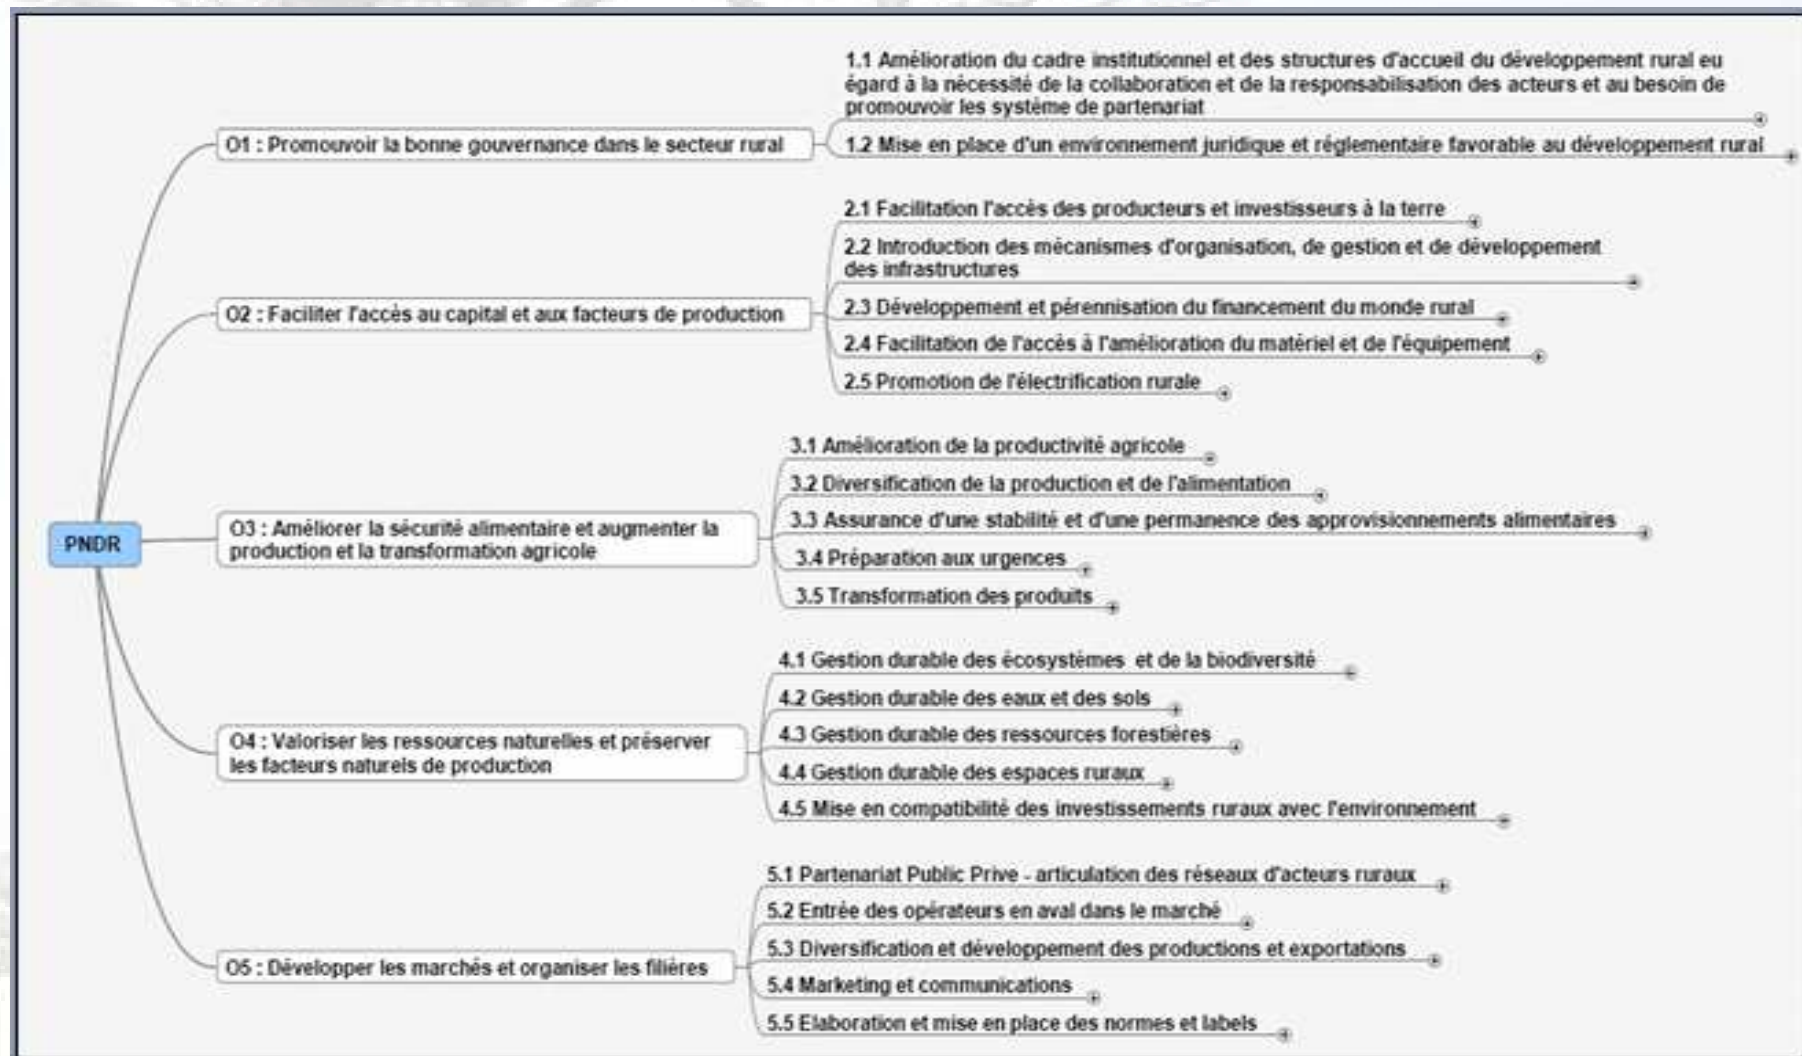 1.1 Amélioration du cadre institutionnel et des structures d'accueil du développement rural eu
égard à la nécessité de la collaboration et de la responsabilisation des acteurs et au besoin de
promouvoir les système de partenariat
O1 : Promouvoir la bonne gouvernance dans le secteur rural
1.2 Mise en place d'un environnement juridique et réglementaire favorable au développement rural
2.1 Facilitation l'accès des producteurs et investisseurs à la terre
2.2 Introduction des mécanismes d'organisation, de gestion et de développement
des infrastructures
O2 : Faciliter l'accès au capital et aux facteurs de production
2.3 Développement et pérennisation du financement du monde rural
2.4 Facilitation de l'accès à l'amélioration du matériel et de l'équipement
2.5 Promotion de l'électrification rurale
3.1 Amélioration de la productivité agricole
3.2 Diversification de la production et de l'alimentation
PNDR
O3 : Améliorer la sécurité alimentaire et augmenter la
production et la transformation agricole
3.3 Assurance d'une stabilité et d'une permanence des approvisionnements alimentaires
3.4 Préparation aux urgences
3.5 Transformation des produits
4.1 Gestion durable des écosystèmes et de la biodiversité
4.2 Gestion durable des eaux et des sols
O4 : Valoriser les ressources naturelles et préserver
les facteurs naturels de production
4.3 Gestion durable des ressources forestières
4.4 Gestion durable des espaces ruraux
4.5 Mise en compatibilité des investissements ruraux avec l'environnement
5.1 Partenariat Public Prive - articulation des réseaux d'acteurs ruraux
5.2 Entrée des opérateurs en aval dans le marché
O5 : Développer les marchés et organiser les filières
5.3 Diversification et développement des productions et exportations
5.4 Marketing et communications
5.5 Elaboration et mise en place des normes et labels